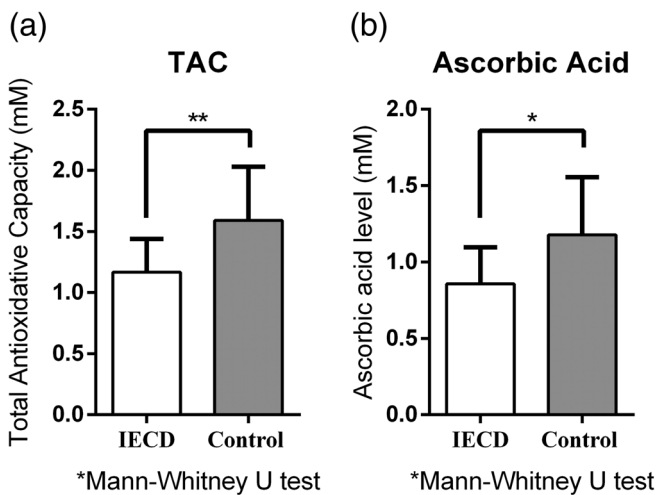 (a)
TAC
Total Antioxidative Capacity (mM)
2.5
2.0
1.5
1.0
0.5
0.0
**
IECD Control
*Mann-Whitney U test
(b)
Ascorbic Acid
Ascorbic acid level (mM)
2.0
1.5
1.0
0.5
0.0
*
IECD Control
*Mann-Whitney U test